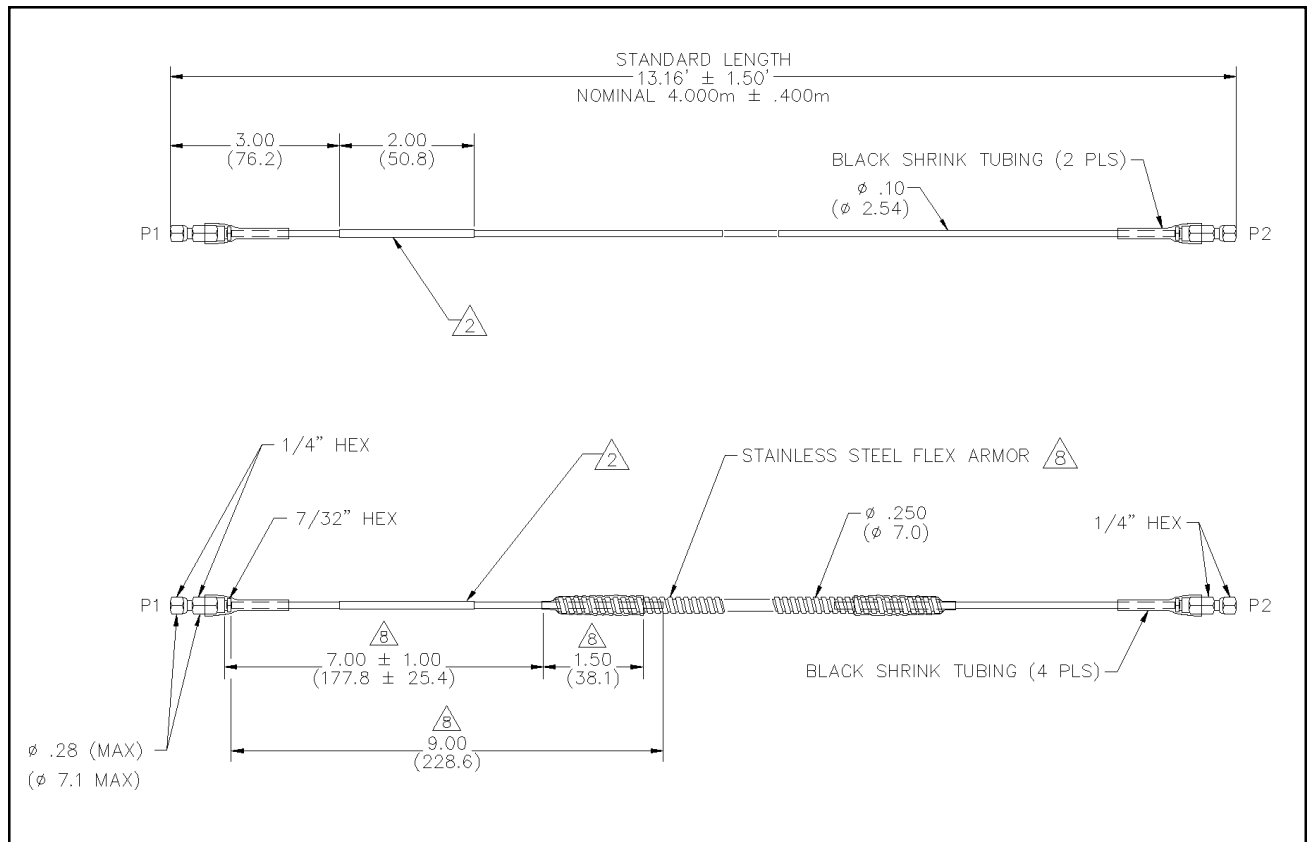 STANDARD LENGTH
13.16' ± 1.50'
NOMINAL 4.000m ± .400m
3.00
(76.2)
2.00
(50.8)
BLACK SHRINK TUBING (2 PLS)
ø .10
(ø 2.54)
P1
P2
2
1/4" HEX
7/32" HEX
2
STAINLESS STEEL FLEX ARMOR 8
ø .250
(ø 7.0)
1/4" HEX
P1
P2
8
7.00 ± 1.00
(177.8 ± 25.4)
8
1.50
(38.1)
BLACK SHRINK TUBING (4 PLS)
8
9.00
(228.6)
ø .28 (MAX)
(ø 7.1 MAX)